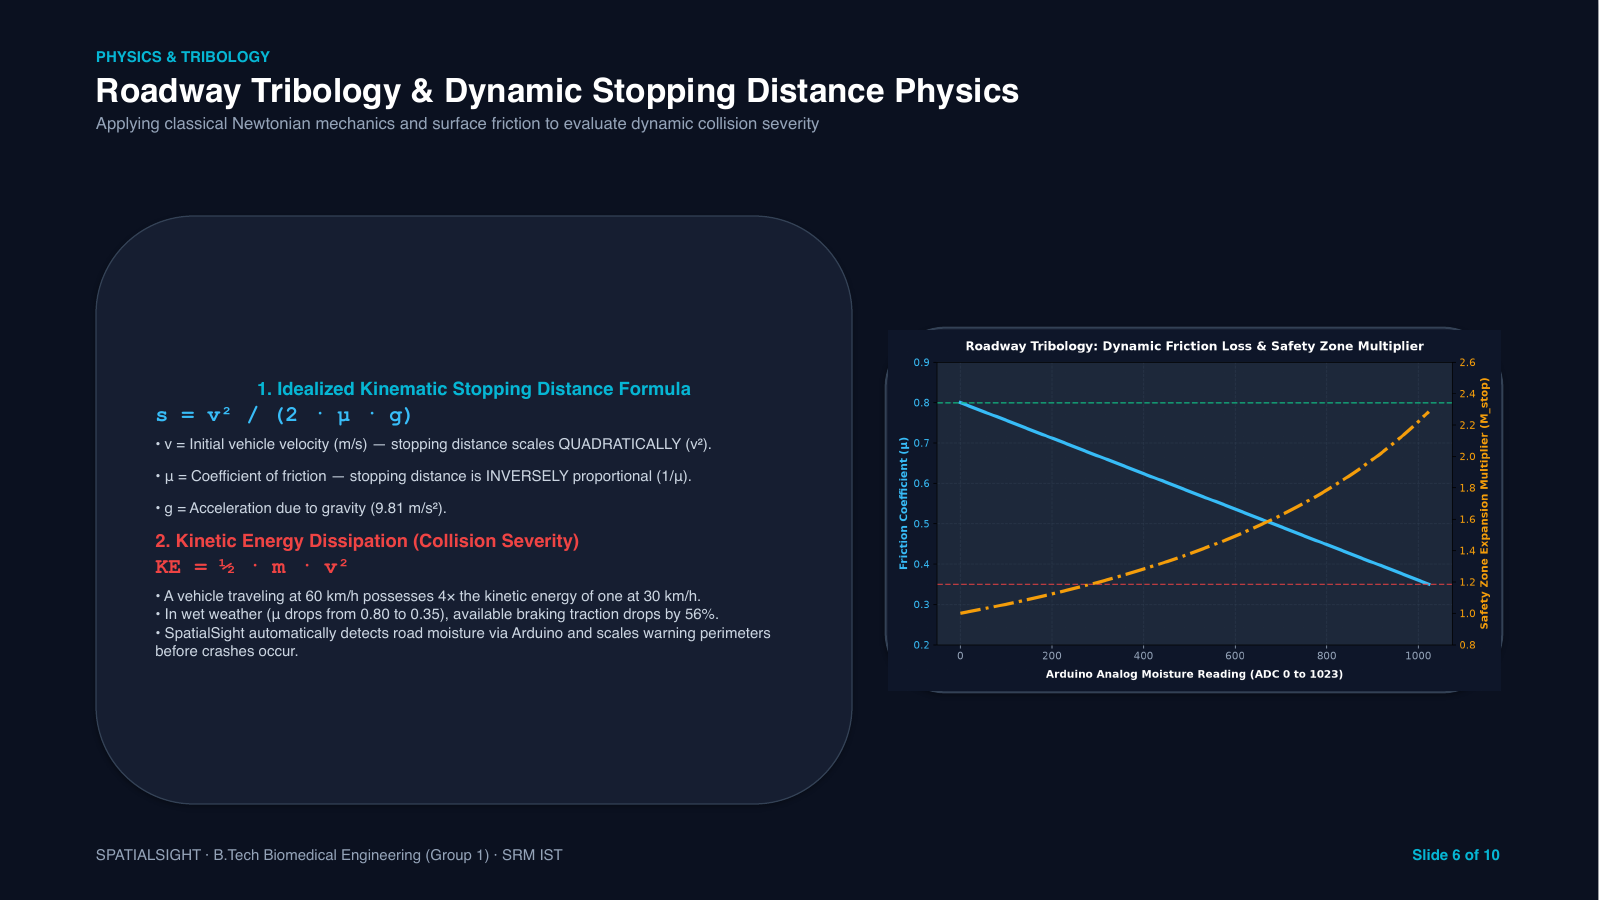 PHYSICS & TRIBOLOGY
Roadway Tribology & Dynamic Stopping Distance Physics
Applying classical Newtonian mechanics and surface friction to evaluate dynamic collision severity
1. Idealized Kinematic Stopping Distance Formula
s = v² / (2 · μ · g)
• v = Initial vehicle velocity (m/s) — stopping distance scales QUADRATICALLY (v²).
• μ = Coefficient of friction — stopping distance is INVERSELY proportional (1/μ).
• g = Acceleration due to gravity (9.81 m/s²).
2. Kinetic Energy Dissipation (Collision Severity)
KE = ½ · m · v²
• A vehicle traveling at 60 km/h possesses 4× the kinetic energy of one at 30 km/h.
• In wet weather (μ drops from 0.80 to 0.35), available braking traction drops by 56%.
• SpatialSight automatically detects road moisture via Arduino and scales warning perimeters
before crashes occur.
Roadway Tribology: Dynamic Friction Loss & Safety Zone Multiplier
Friction Coefficient (μ)
0.9
0.8
0.7
0.6
0.5
0.4
0.3
0.2
0 200 400 600 800 1000
Arduino Analog Moisture Reading (ADC 0 to 1023)
2.6
2.4
2.2
2.0
1.8
1.6
1.4
1.2
1.0
0.8
Safety Zone Expansion Multiplier (M_stop)
SPATIALSIGHT · B.Tech Biomedical Engineering (Group 1) · SRM IST
Slide 6 of 10